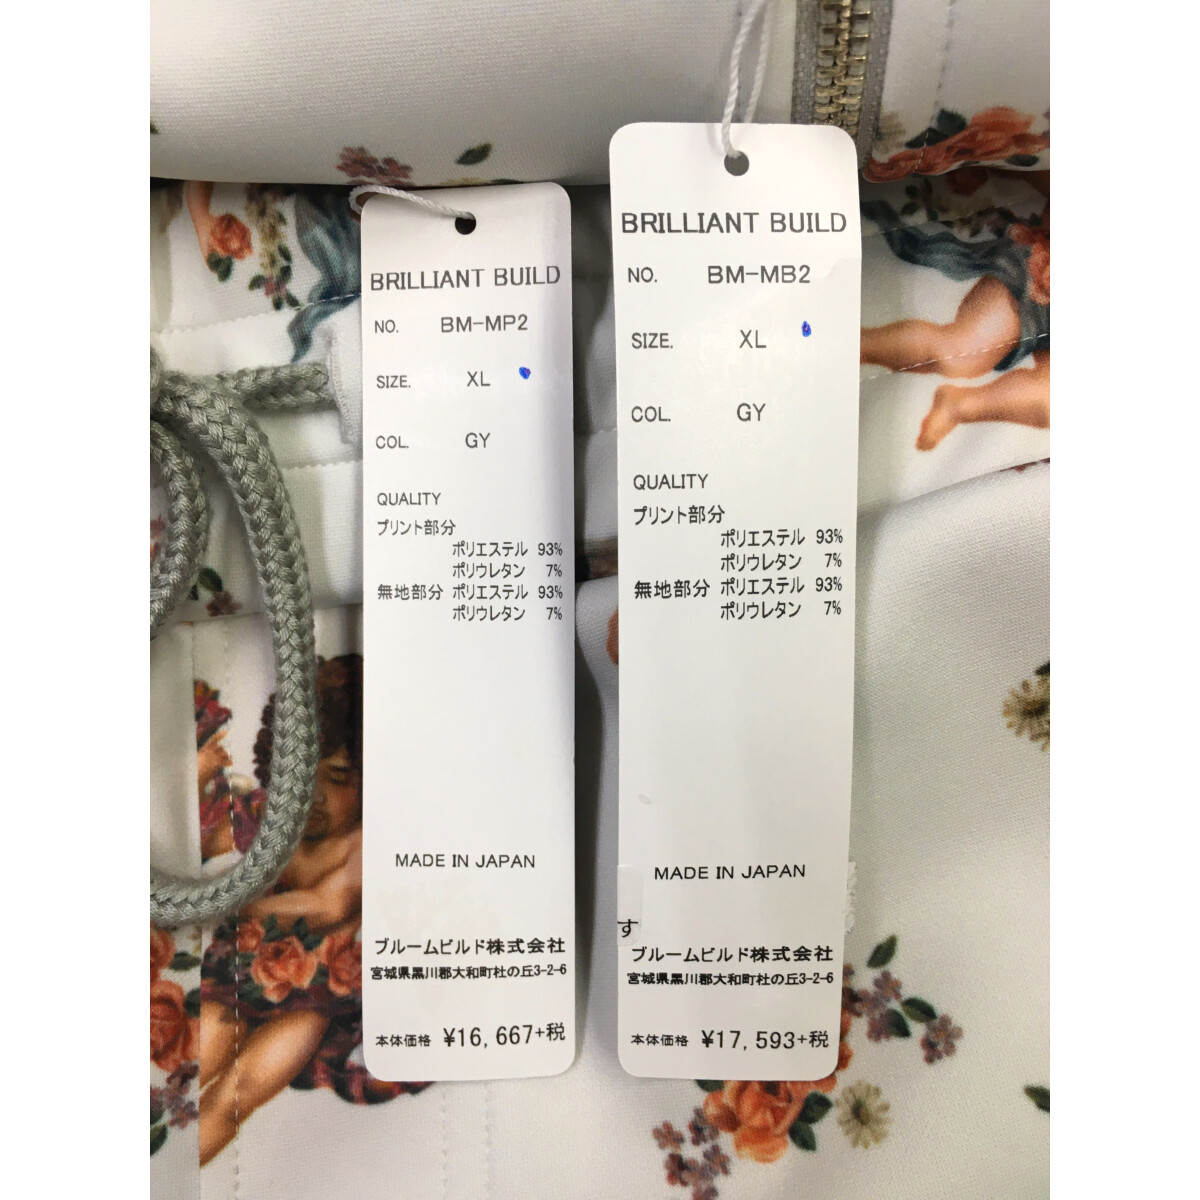 BRILLIANT BUILD
NO. BM-MP2
SIZE. XL
COL. GY
QUALITY
プリント部分
ポリエステル 93%
ポリウレタン 7%
無地部分 ポリエステル 93%
ポリウレタン 7%
MADE IN JAPAN
ブルームビルド株式会社
宮城県黒川郡大和町杜の丘3-2-6
本体価格 ¥16,667+税
BRILLIANT BUILD
NO. BM-MB2
SIZE. XL
COL. GY
QUALITY
プリント部分
ポリエステル 93%
ポリウレタン 7%
無地部分 ポリエステル 93%
ポリウレタン 7%
MADE IN JAPAN
す
ブルームビルド株式会社
宮城県黒川郡大和町杜の丘3-2-6
本体価格 ¥17,593+税